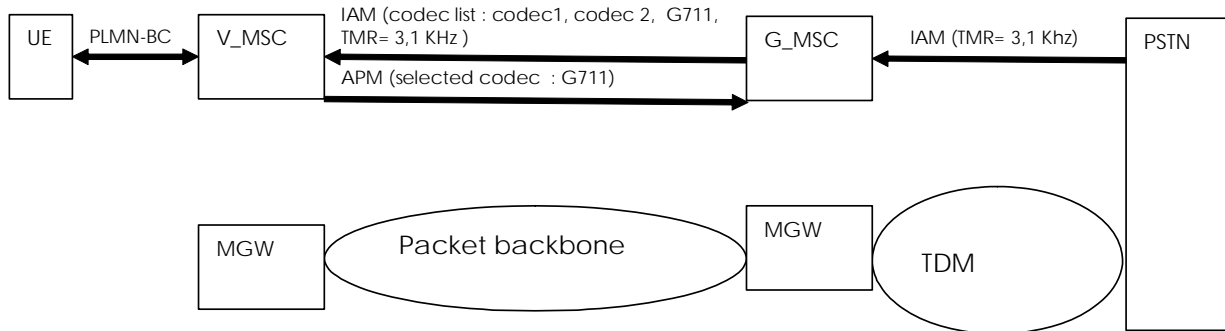 IAM (codec list : codec1, codec 2,  G711,
TMR= 3,1 Khz )
UE
PLMN-BC
V_MSC
G_MSC
IAM (TMR= 3,1 KHz)
PSTN
APM (selected codec  : G711)
MGW
Packet backbone
MGW
TDM